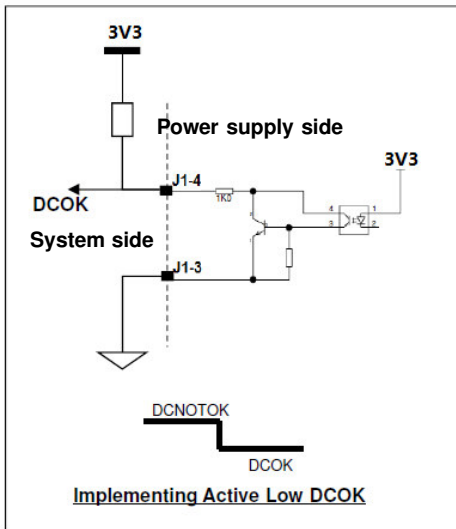 3V3
Power supply side
3V3
J1-4
1K0
4
1
3
2
DCOK
System side
J1-3
DCNOTOK
DCOK
Implementing Active Low DCOK